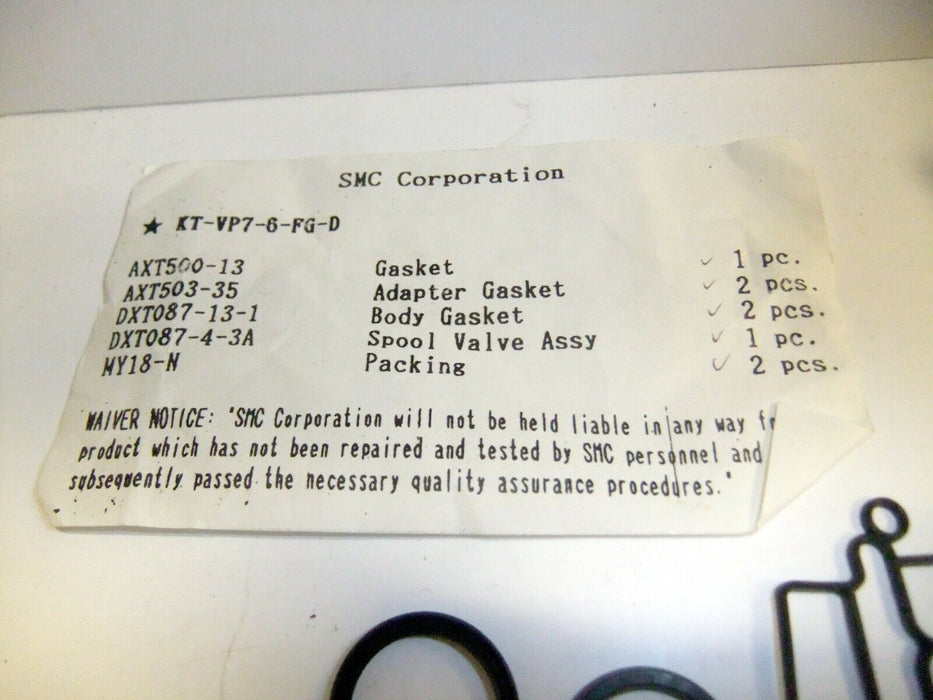 SMC Corporation
★ KT-VP7-6-FG-D
AXT500-13 Gasket ✓ 1 pc.
AXT503-35 Adapter Gasket ✓ 2 pcs.
DXT087-13-1 Body Gasket ✓ 2 pcs.
DXT087-4-3A Spool Valve Assy ✓ 1 pc.
MY18-N Packing ✓ 2 pcs.
WAIVER NOTICE: "SMC Corporation will not be held liable in any way
product which has not been repaired and tested by SMC personnel and
subsequently passed the necessary quality assurance procedures."